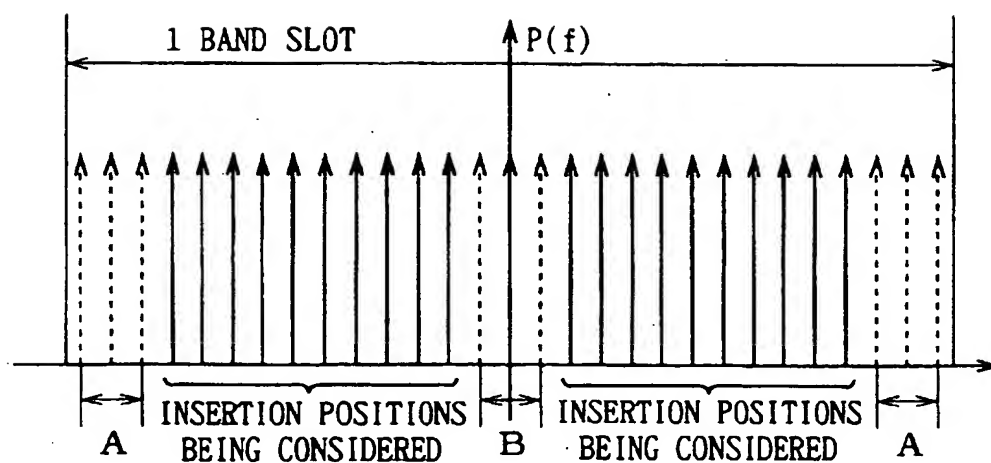 1 BAND SLOT
P(f)
INSERTION POSITIONS
BEING CONSIDERED
INSERTION POSITIONS
BEING CONSIDERED
A
B
A